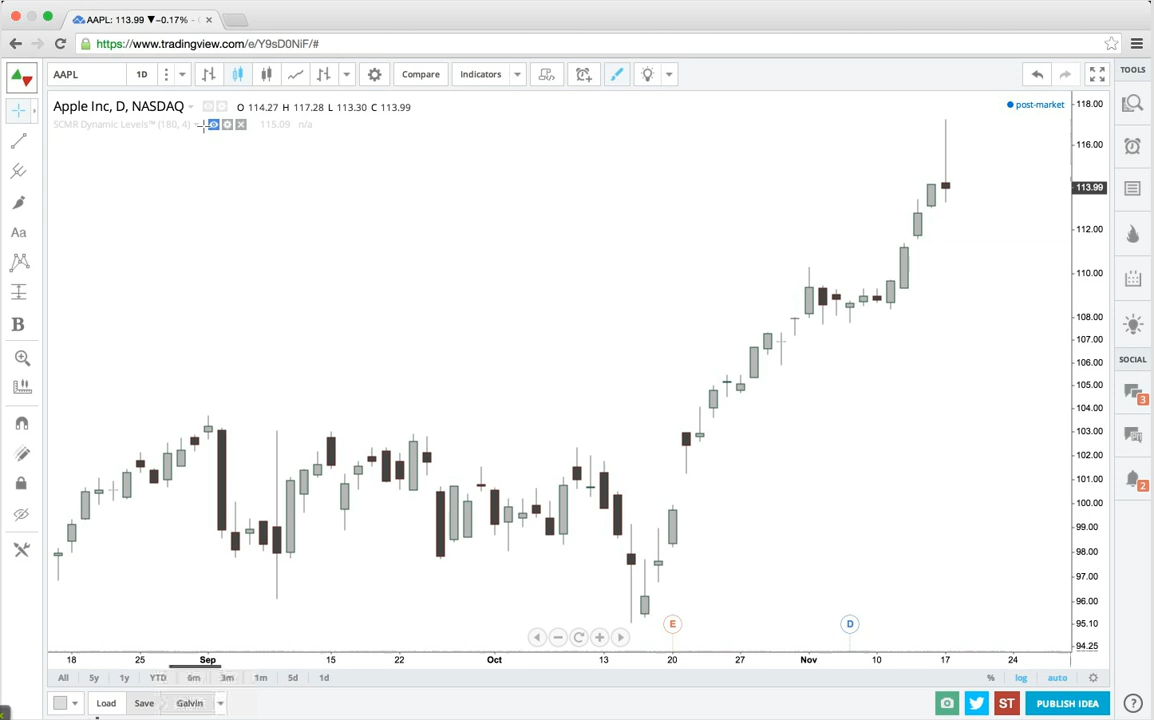 AAPL: 113.99 ▼−0.17% -
https://www.tradingview.com/e/Y9sD0NiF/#
AAPL 1D Compare Indicators
TOOLS
Apple Inc, D, NASDAQ O 114.27 H 117.28 L 113.30 C 113.99
post-market
SCMR Dynamic Levels™ (180, 4) 115.09 n/a
118.00
116.00
113.99
112.00
110.00
108.00
107.00
106.00
105.00
104.00
103.00
102.00
101.00
100.00
99.00
98.00
97.00
96.00
95.10
94.25
Aa
B
SOCIAL
3
2
E D
18 25 Sep 15 22 Oct 13 20 27 Nov 10 17 24
All 5y 1y YTD 6m 3m 1m 5d 1d % log auto
Load Save Galvin ST PUBLISH IDEA ?